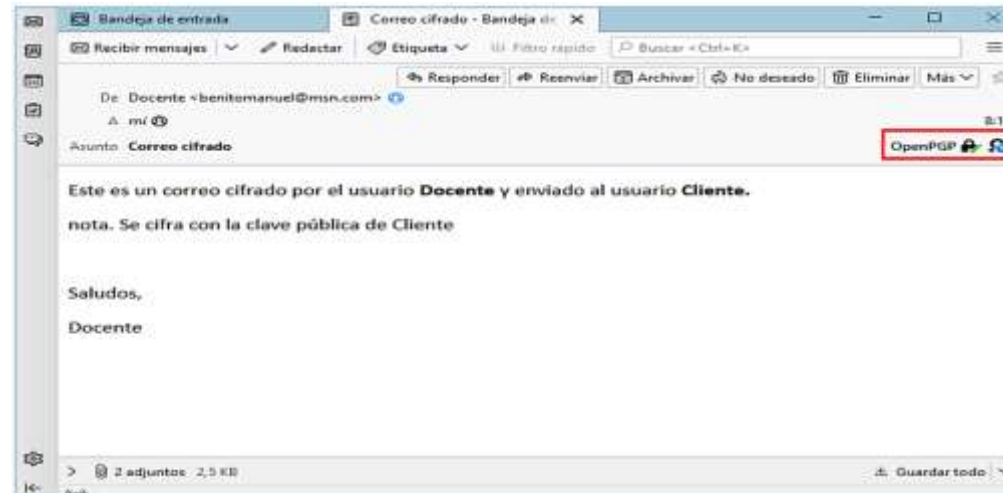 Bandeja de entrada
Correo cifrado - Bandeja de
Recibir mensajes Redactar Etiqueta Filtro rápido Buscar <Ctrl+K>
Responder Reenviar Archivar No deseado Eliminar Más
De Docente <benitomanuel@msn.com>
A mí
Asunto Correo cifrado
OpenPGP
Este es un correo cifrado por el usuario Docente y enviado al usuario Cliente.
nota. Se cifra con la clave pública de Cliente
Saludos,
Docente
2 adjuntos 2,5 KB
Guardar todo